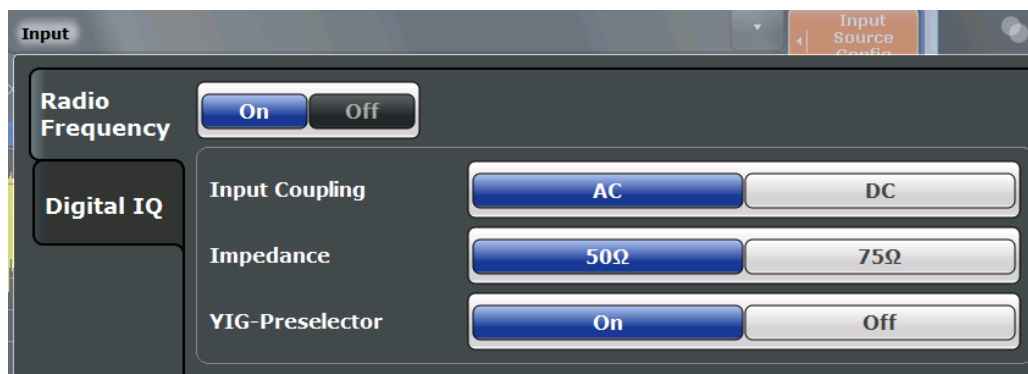 Input
Input
Source
Config
Radio
Frequency
On Off
Digital IQ
Input Coupling AC DC
Impedance 50Ω 75Ω
YIG-Preselector On Off